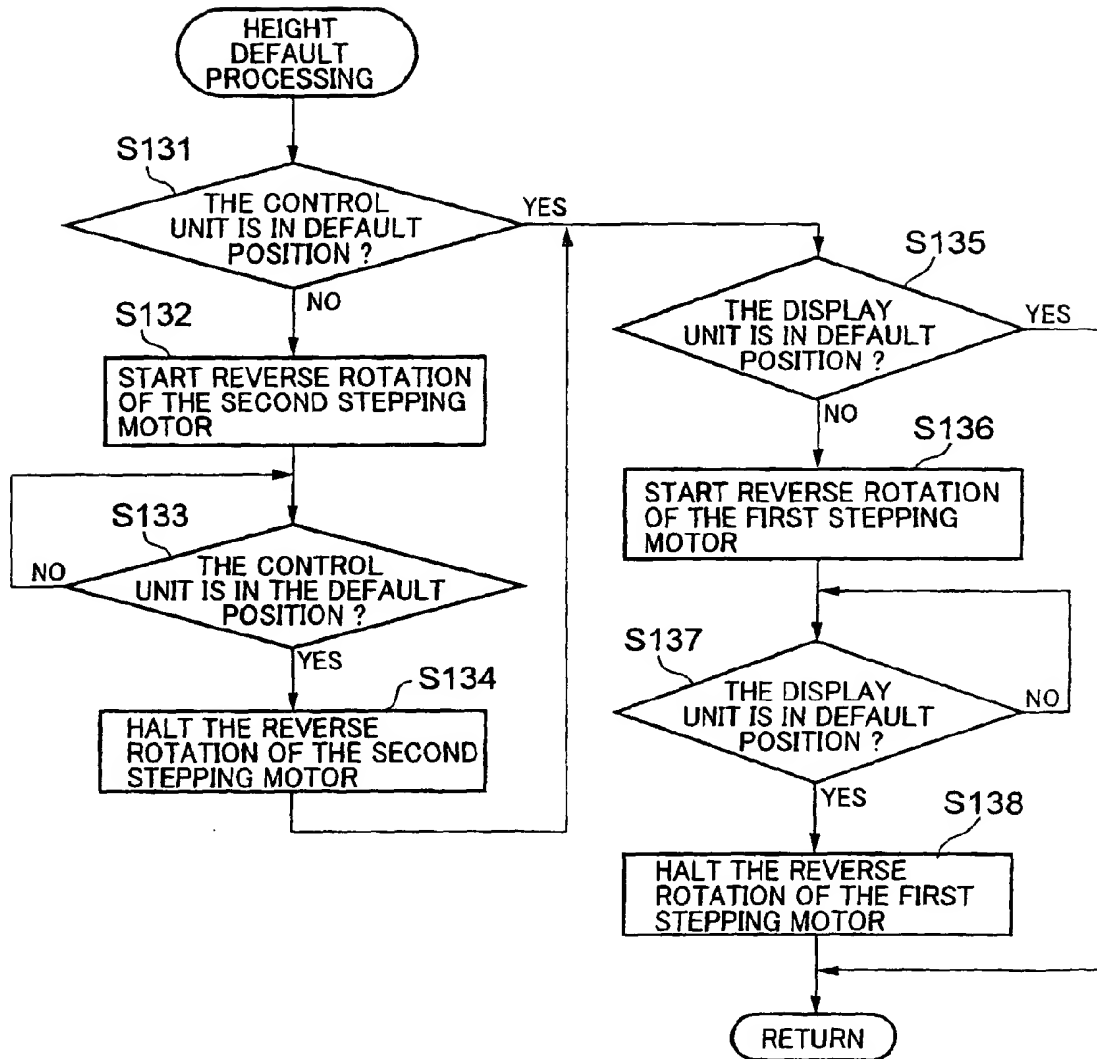 HEIGHT
DEFAULT
PROCESSING
S131
THE CONTROL
UNIT IS IN DEFAULT
POSITION ?
YES
NO
S132
START REVERSE ROTATION
OF THE SECOND STEPPING
MOTOR
S133
THE CONTROL
UNIT IS IN THE DEFAULT
POSITION ?
NO
YES
S134
HALT THE REVERSE
ROTATION OF THE SECOND
STEPPING MOTOR
S135
THE DISPLAY
UNIT IS IN DEFAULT
POSITION ?
YES
NO
S136
START REVERSE ROTATION
OF THE FIRST STEPPING
MOTOR
S137
THE DISPLAY
UNIT IS IN DEFAULT
POSITION ?
NO
YES
S138
HALT THE REVERSE
ROTATION OF THE FIRST
STEPPING MOTOR
RETURN